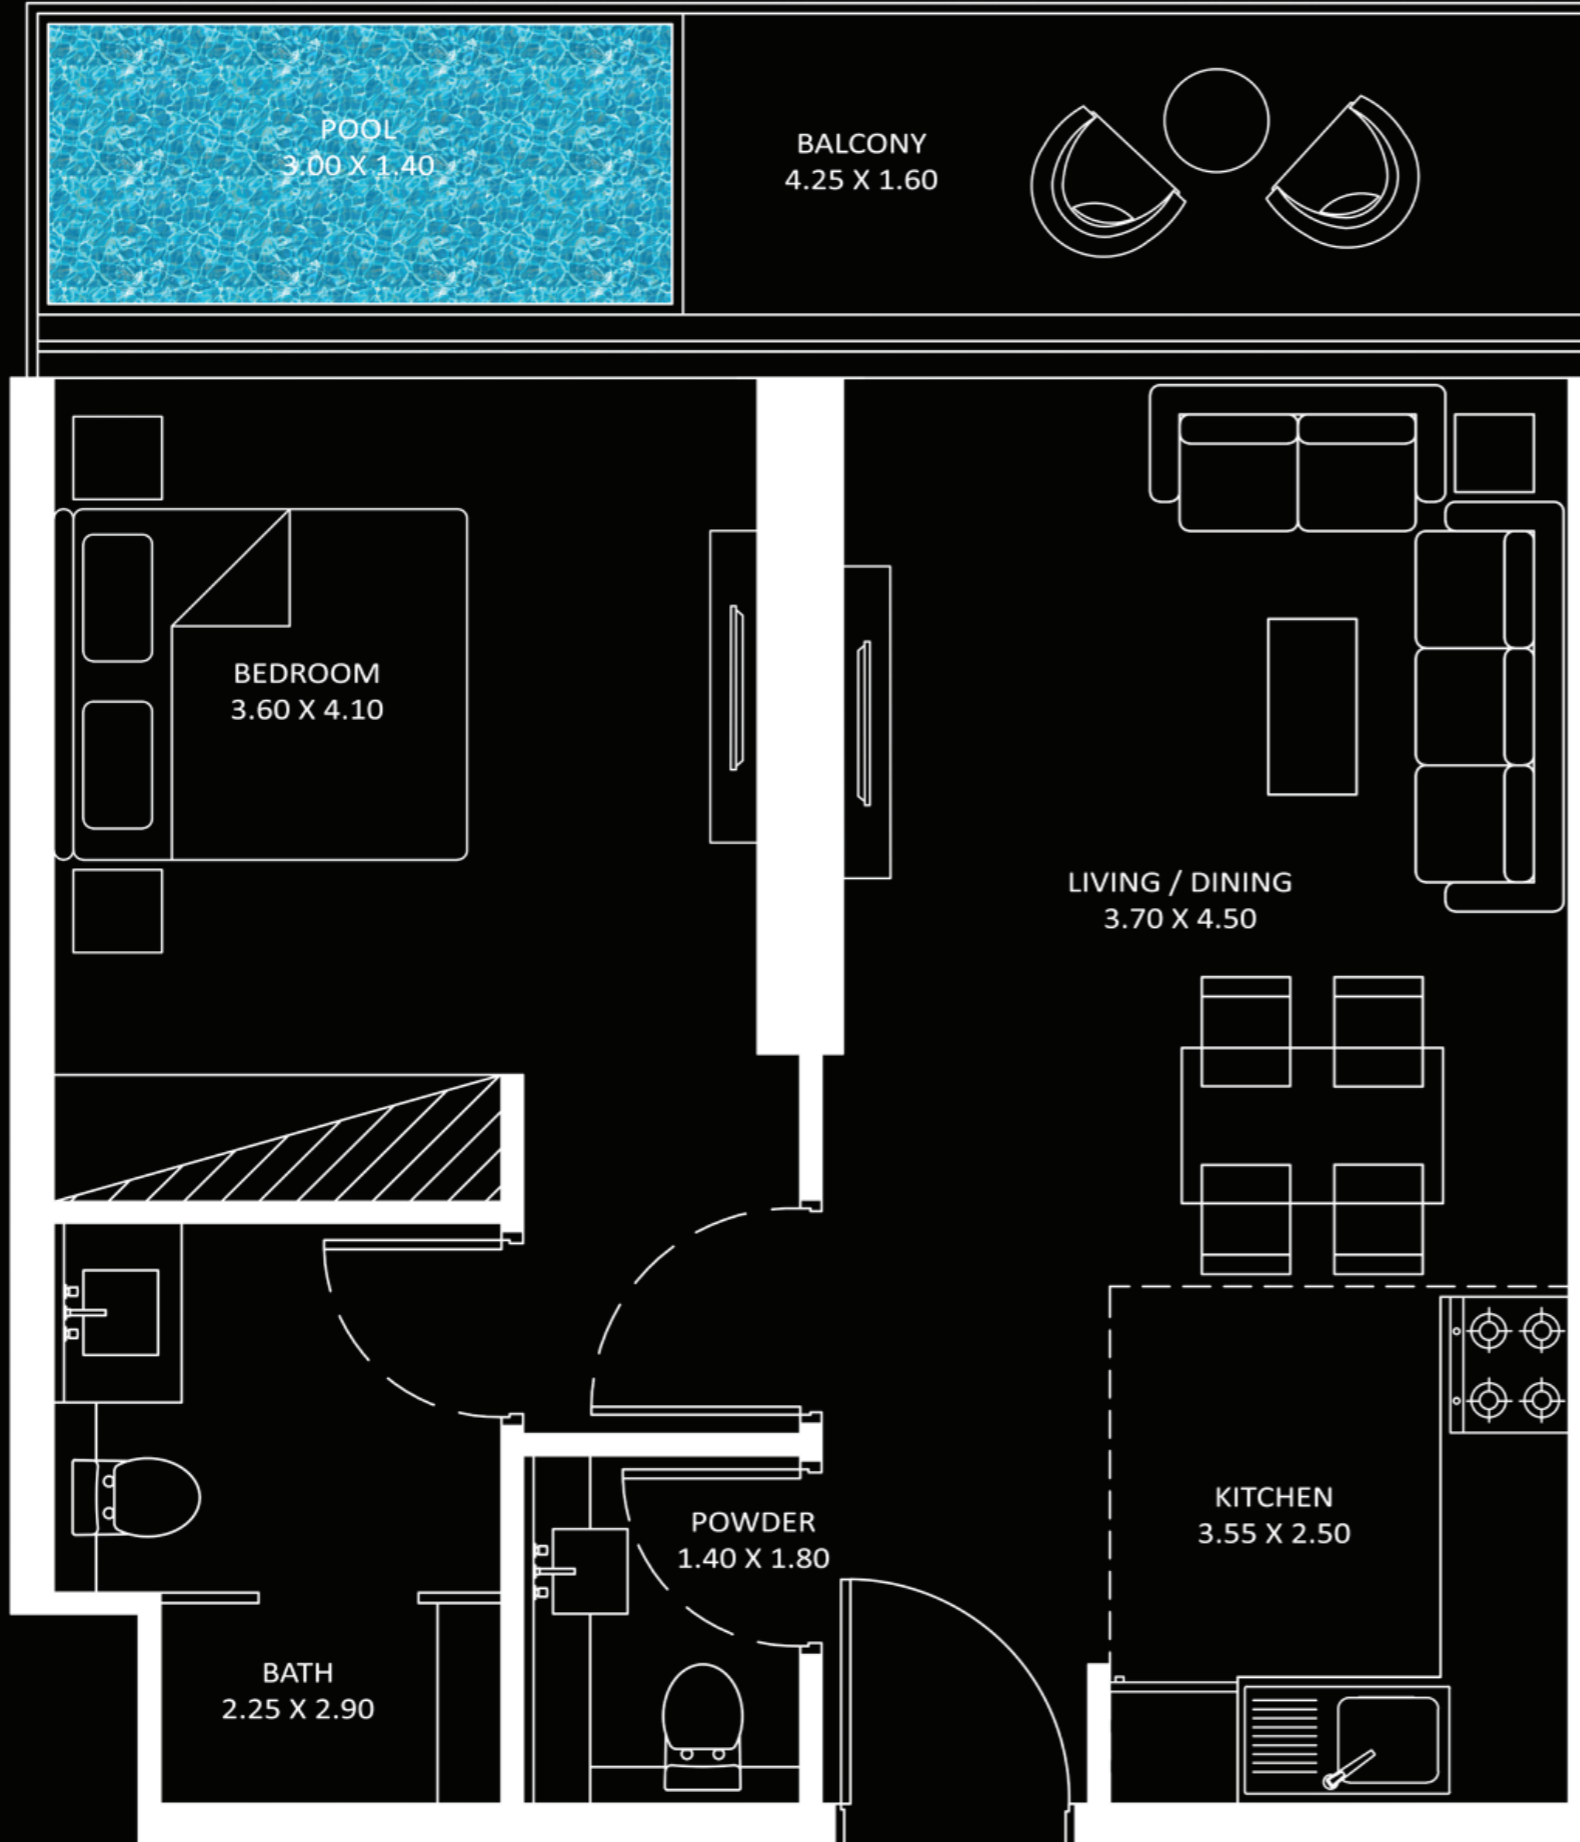 POOL
3.00 X 1.40
BALCONY
4.25 X 1.60
BEDROOM
3.60 X 4.10
LIVING / DINING
3.70 X 4.50
KITCHEN
3.55 X 2.50
POWDER
1.40 X 1.80
BATH
2.25 X 2.90